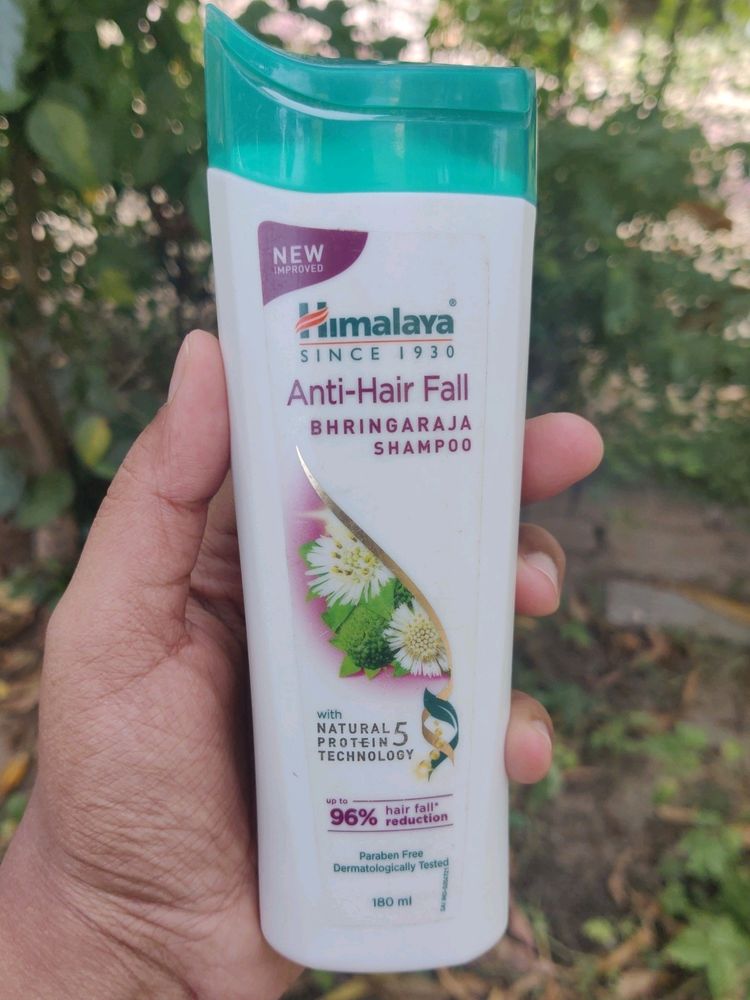 NEW
IMPROVED
Himalaya®
SINCE 1930
Anti-Hair Fall
BHRINGARAJA
SHAMPOO
with
NATURAL 5
PROTEIN
TECHNOLOGY
up to
96% hair fall*
reduction
Paraben Free
Dermatologically Tested
180 ml